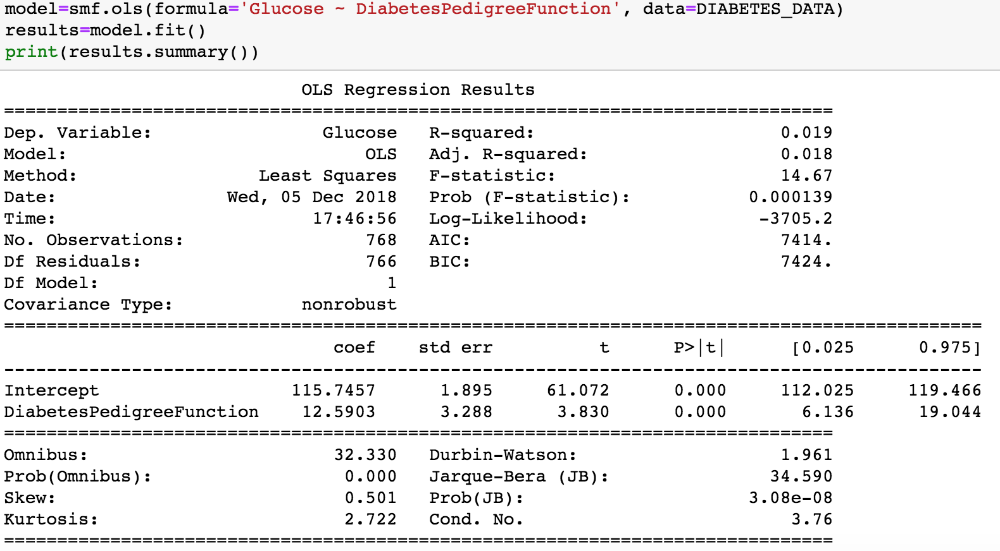 model=smf.ols(formula='Glucose ~ DiabetesPedigreeFunction', data=DIABETES_DATA)
results=model.fit()
print(results.summary())
OLS Regression Results
==============================================================================
Dep. Variable:                Glucose   R-squared:                       0.019
Model:                            OLS   Adj. R-squared:                  0.018
Method:                 Least Squares   F-statistic:                     14.67
Date:                Wed, 05 Dec 2018   Prob (F-statistic):           0.000139
Time:                        17:46:56   Log-Likelihood:                -3705.2
No. Observations:                 768   AIC:                             7414.
Df Residuals:                     766   BIC:                             7424.
Df Model:                           1
Covariance Type:            nonrobust
============================================================================================
                               coef    std err          t      P>|t|      [0.025      0.975]
--------------------------------------------------------------------------------------------
Intercept                  115.7457      1.895     61.072      0.000     112.025     119.466
DiabetesPedigreeFunction    12.5903      3.288      3.830      0.000       6.136      19.044
==============================================================================
Omnibus:                       32.330   Durbin-Watson:                   1.961
Prob(Omnibus):                  0.000   Jarque-Bera (JB):               34.590
Skew:                           0.501   Prob(JB):                     3.08e-08
Kurtosis:                       2.722   Cond. No.                         3.76
==============================================================================